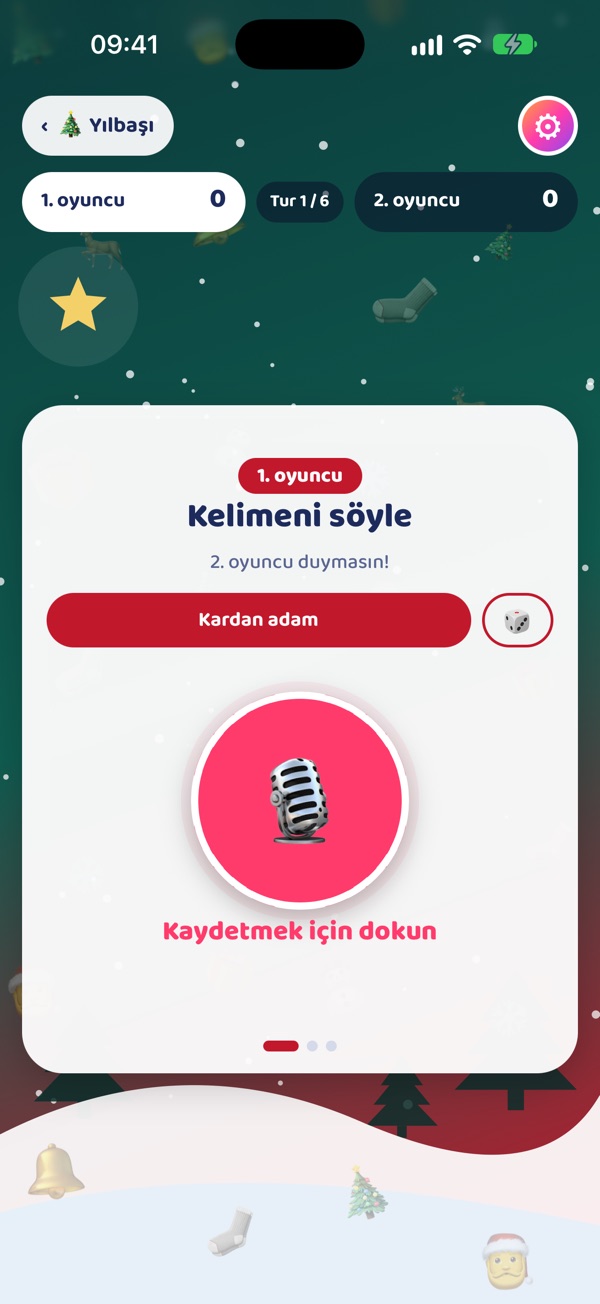 09:41
‹ Yılbaşı
1. oyuncu 0
Tur 1 / 6
2. oyuncu 0
1. oyuncu
Kelimeni söyle
2. oyuncu duymasın!
Kardan adam
Kaydetmek için dokun